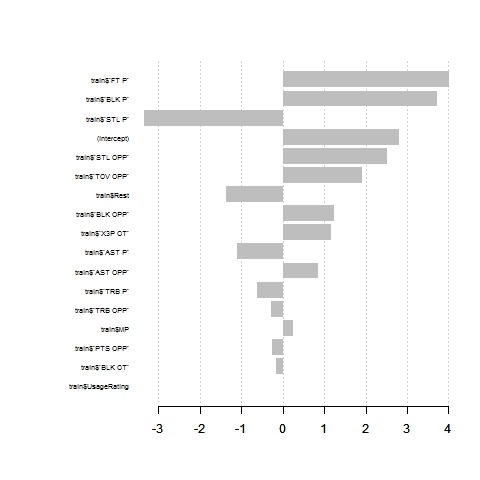 train$`FT P`
train$`BLK P`
train$`STL P`
(Intercept)
train$`STL OPP`
train$`TOV OPP`
train$Rest
train$`BLK OPP`
train$`X3P OT`
train$`AST P`
train$`AST OPP`
train$`TRB P`
train$`TRB OPP`
train$MP
train$`PTS OPP`
train$`BLK OT`
train$UsageRating
-3 -2 -1 0 1 2 3 4